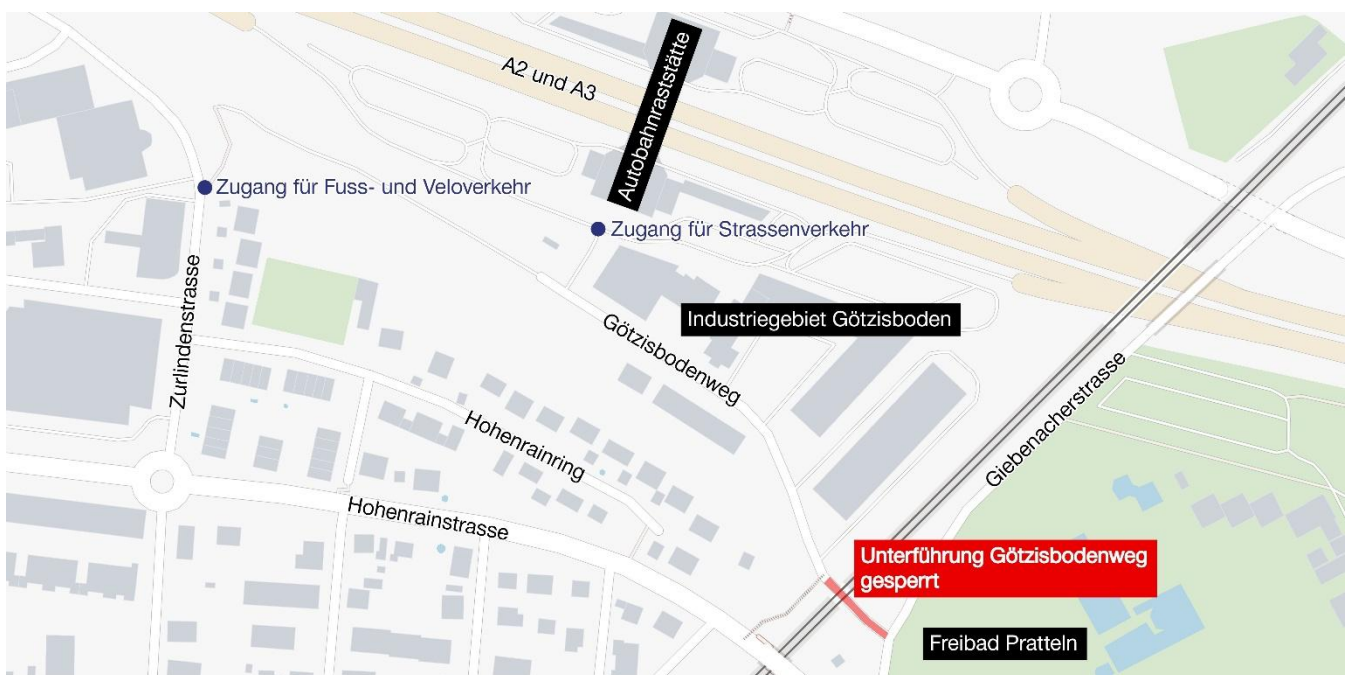 A2 und A3
Autobahnraststätte
Zugang für Fuss- und Veloverkehr
Zugang für Strassenverkehr
Industriegebiet Götzisboden
Götzisbodenweg
Zurlindenstrasse
Giebenacherstrasse
Hohenrainring
Hohenrainstrasse
Unterführung Götzisbodenweg
gesperrt
Freibad Pratteln